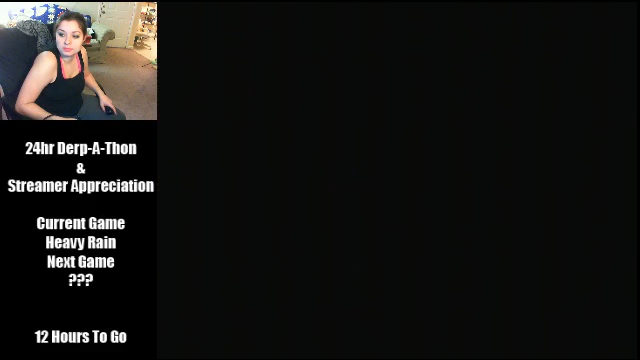 24hr Derp-A-Thon
&
Streamer Appreciation
Current Game
Heavy Rain
Next Game
???
12 Hours To Go